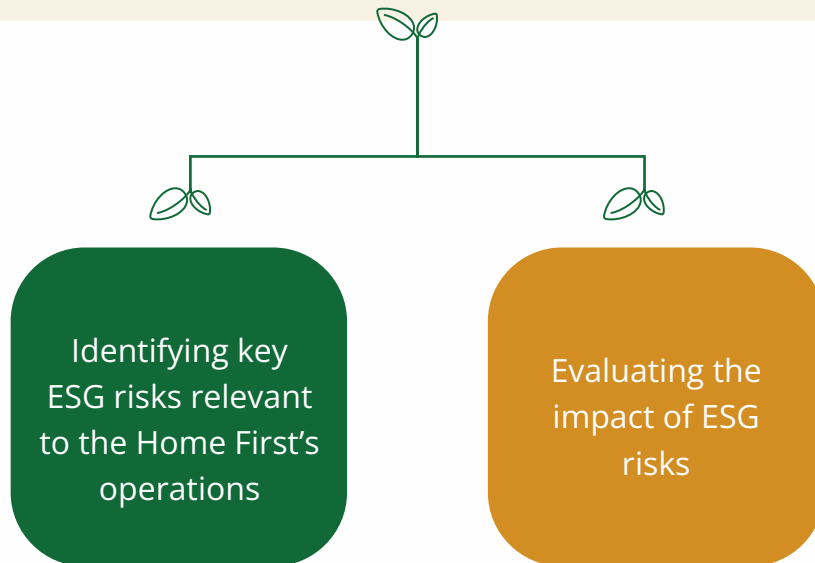 Identifying key
ESG risks relevant
to the Home First’s
operations
Evaluating the
impact of ESG
risks